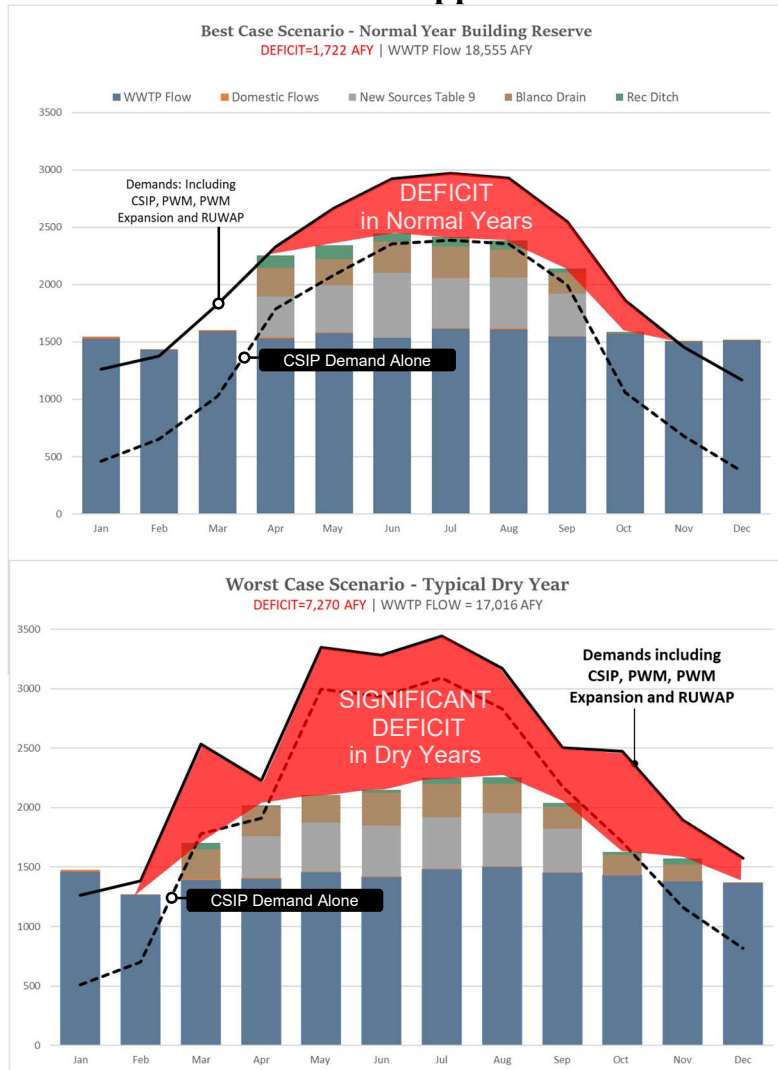 Best Case Scenario - Normal Year Building Reserve
DEFICIT=1,722 AFY | WWTP Flow 18,555 AFY
WWTP Flow Domestic Flows New Sources Table 9 Blanco Drain Rec Ditch
3500
3000
2500
2000
1500
1000
500
0
Demands: Including
CSIP, PWM, PWM
Expansion and RUWAP
DEFICIT
in Normal Years
CSIP Demand Alone
Jan Feb Mar Apr May Jun Jul Aug Sep Oct Nov Dec
Worst Case Scenario - Typical Dry Year
DEFICIT=7,270 AFY | WWTP FLOW = 17,016 AFY
3500
3000
2500
2000
1500
1000
500
0
Demands including
CSIP, PWM, PWM
Expansion and RUWAP
SIGNIFICANT
DEFICIT
in Dry Years
CSIP Demand Alone
Jan Feb Mar Apr May Jun Jul Aug Sep Oct Nov Dec